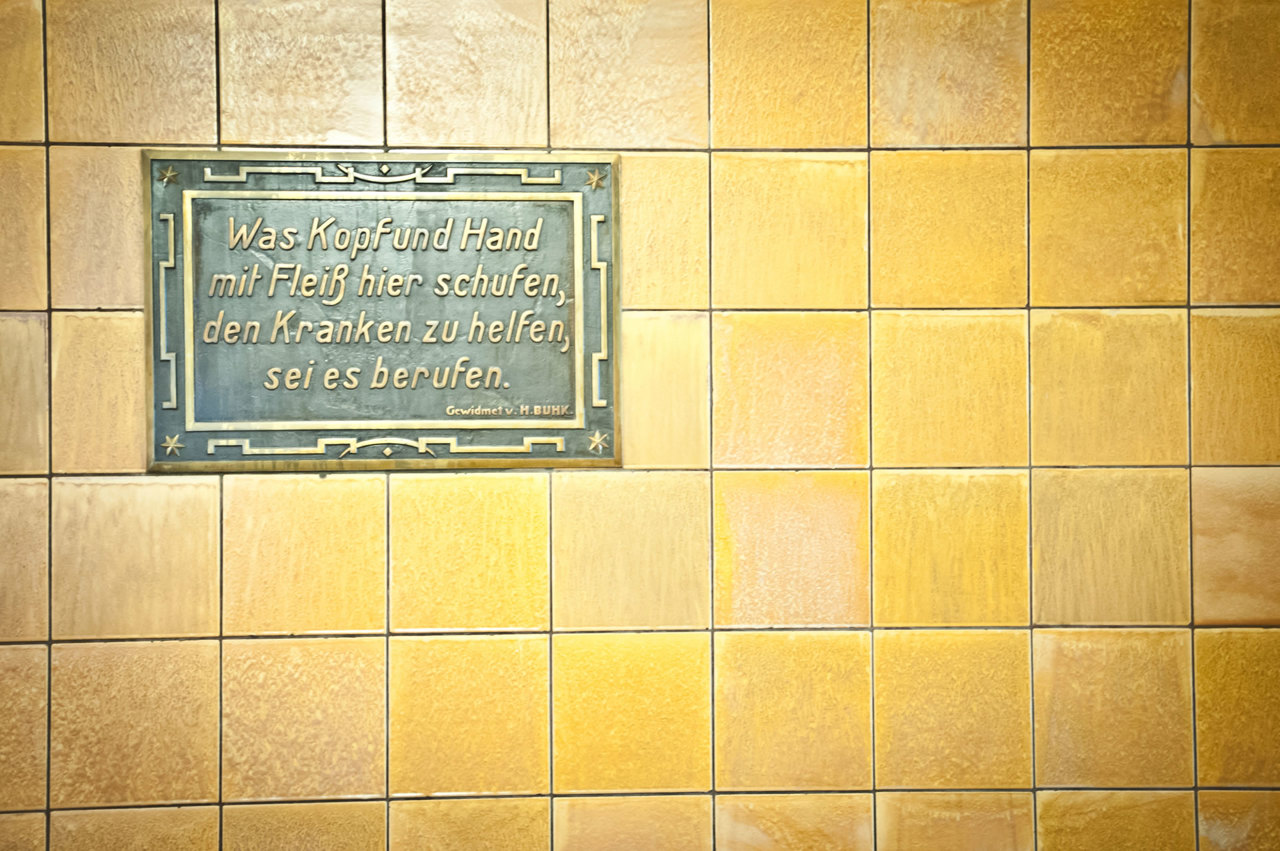 Was Kopf und Hand
mit Fleiß hier schufen,
den Kranken zu helfen,
sei es berufen.
Gewidmet v. H. BUHK.